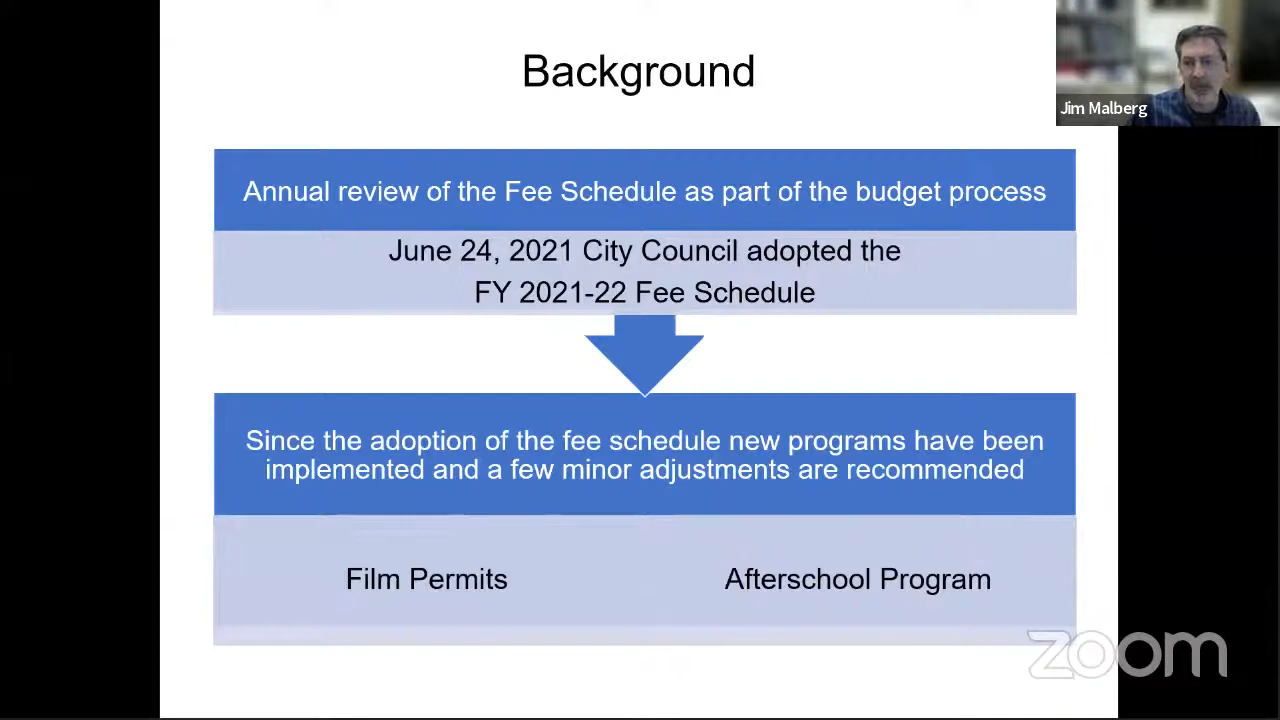 Background
Jim Malberg
Annual review of the Fee Schedule as part of the budget process
June 24, 2021 City Council adopted the
FY 2021-22 Fee Schedule
Since the adoption of the fee schedule new programs have been
implemented and a few minor adjustments are recommended
Film Permits
Afterschool Program
zoom